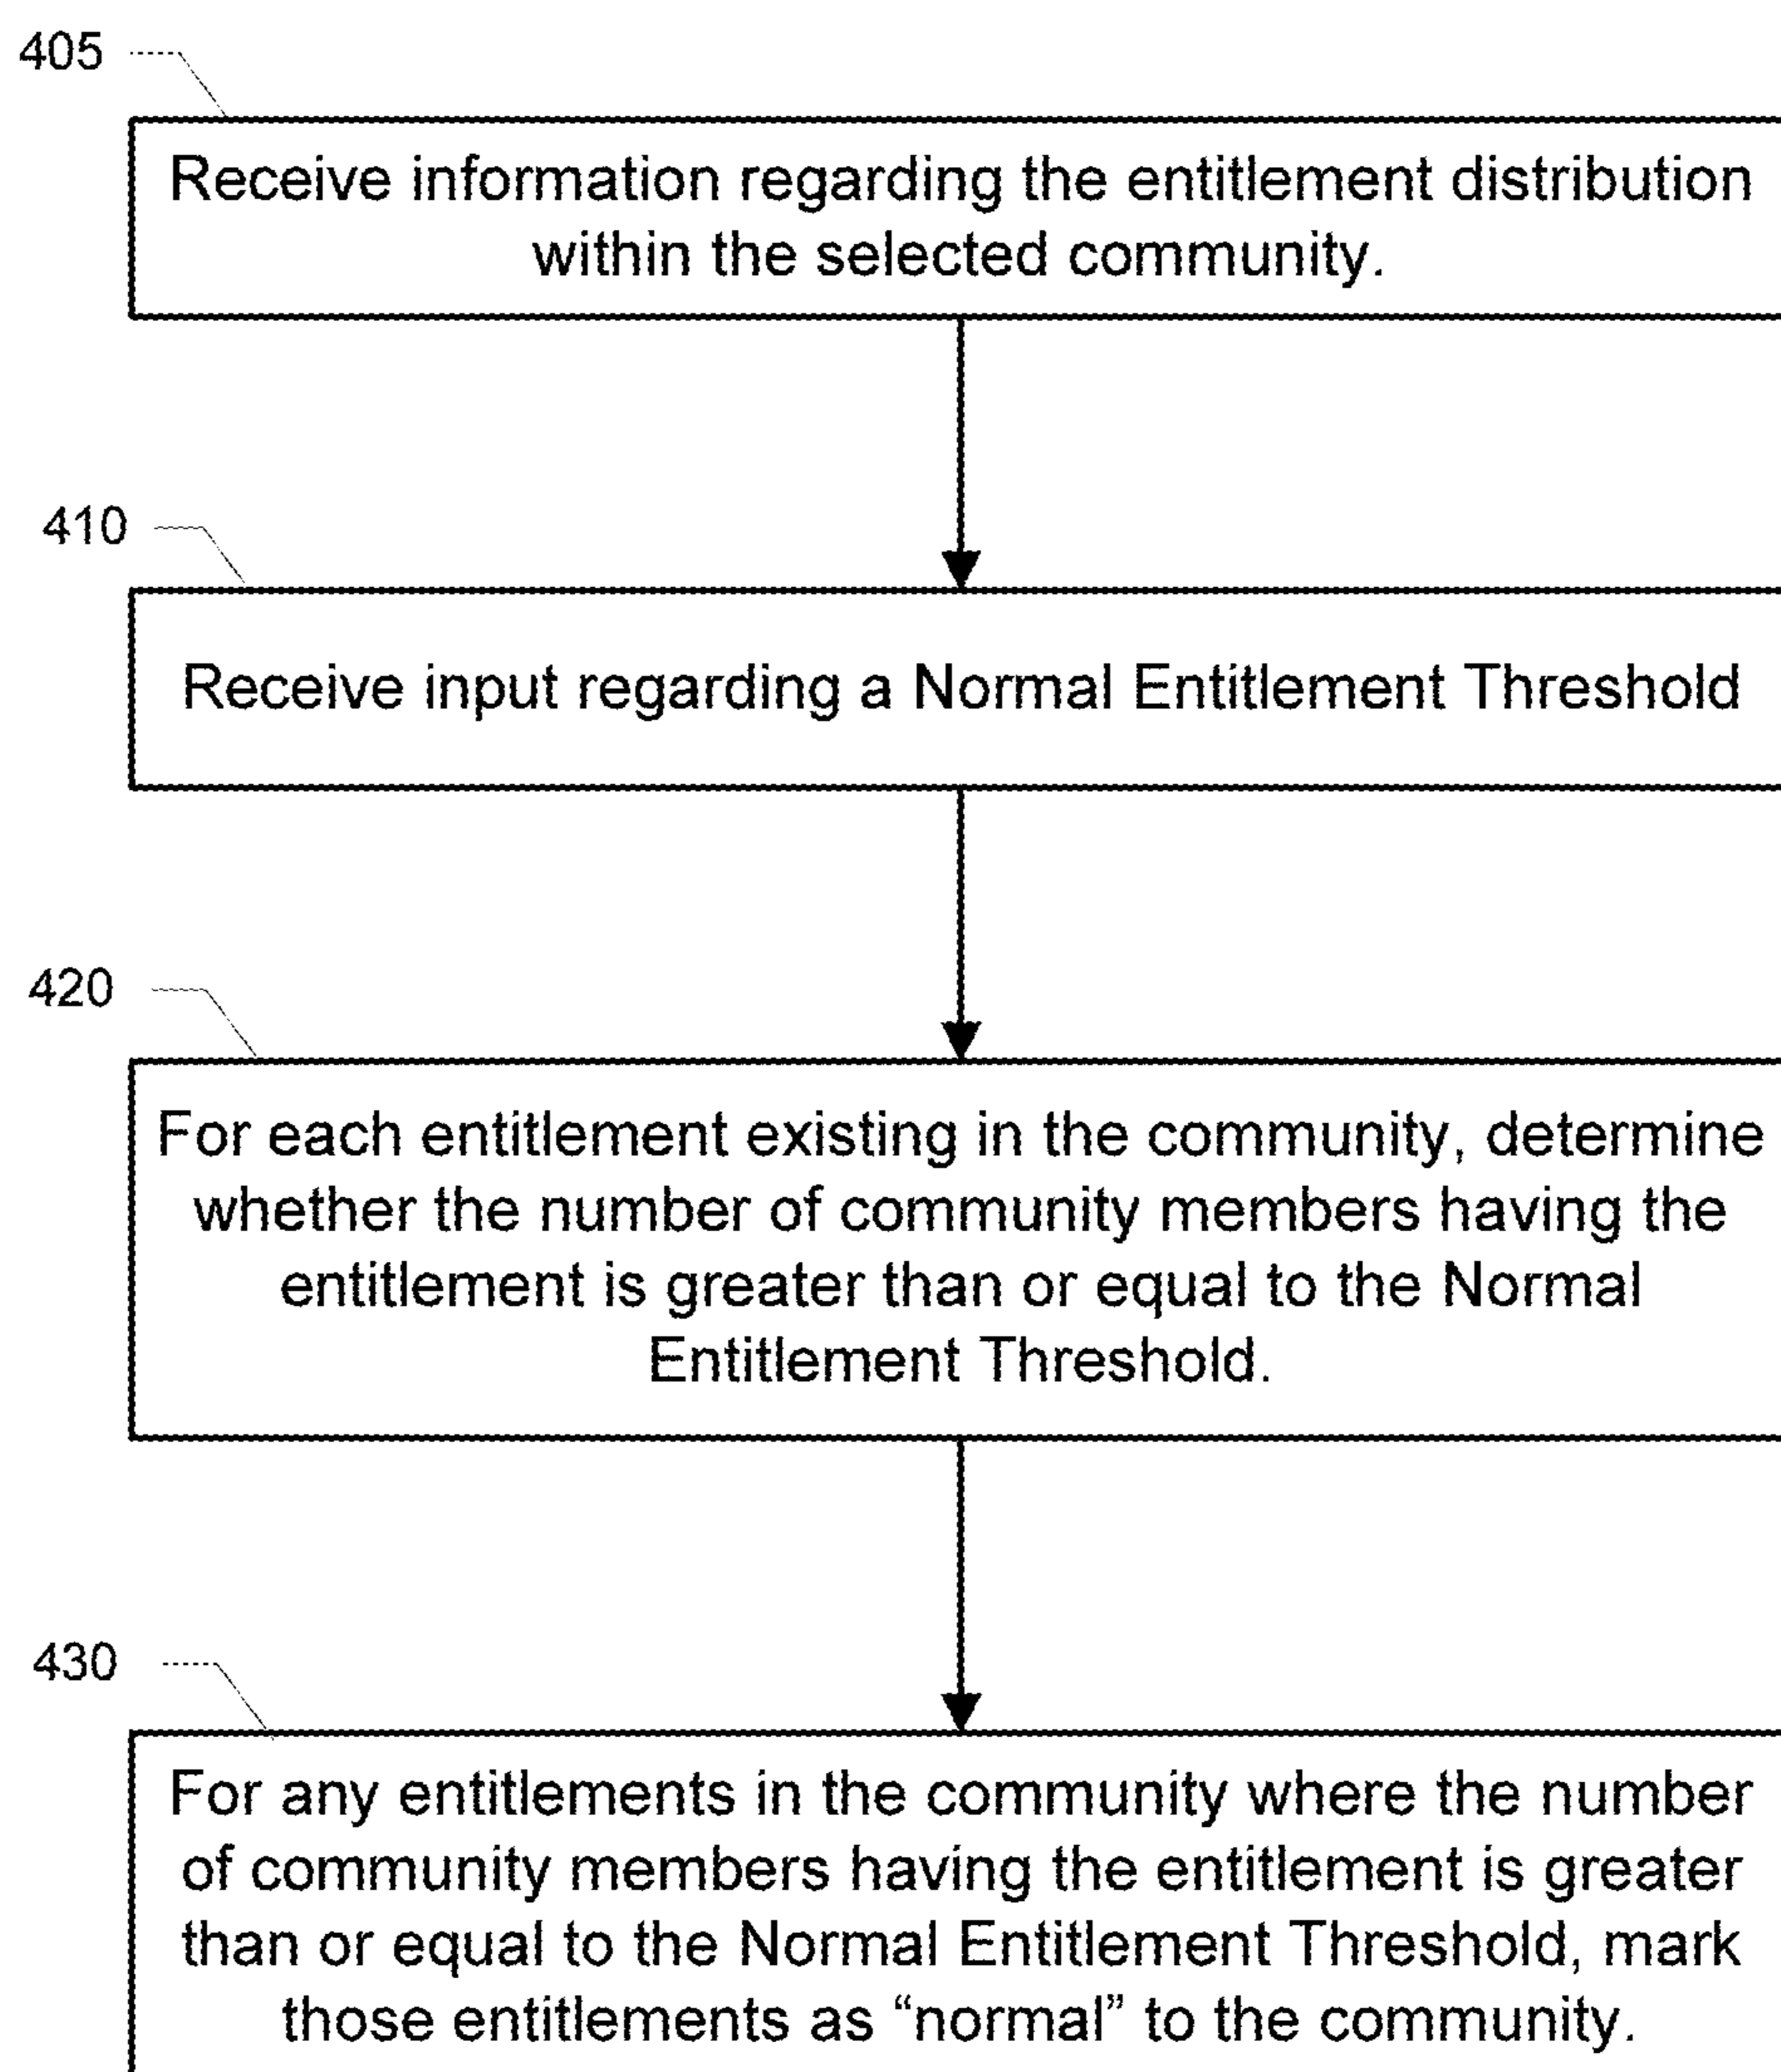 405
Receive information regarding the entitlement distribution
within the selected community.
410
Receive input regarding a Normal Entitlement Threshold
420
For each entitlement existing in the community, determine
whether the number of community members having the
entitlement is greater than or equal to the Normal
Entitlement Threshold.
430
For any entitlements in the community where the number
of community members having the entitlement is greater
than or equal to the Normal Entitlement Threshold, mark
those entitlements as “normal” to the community.